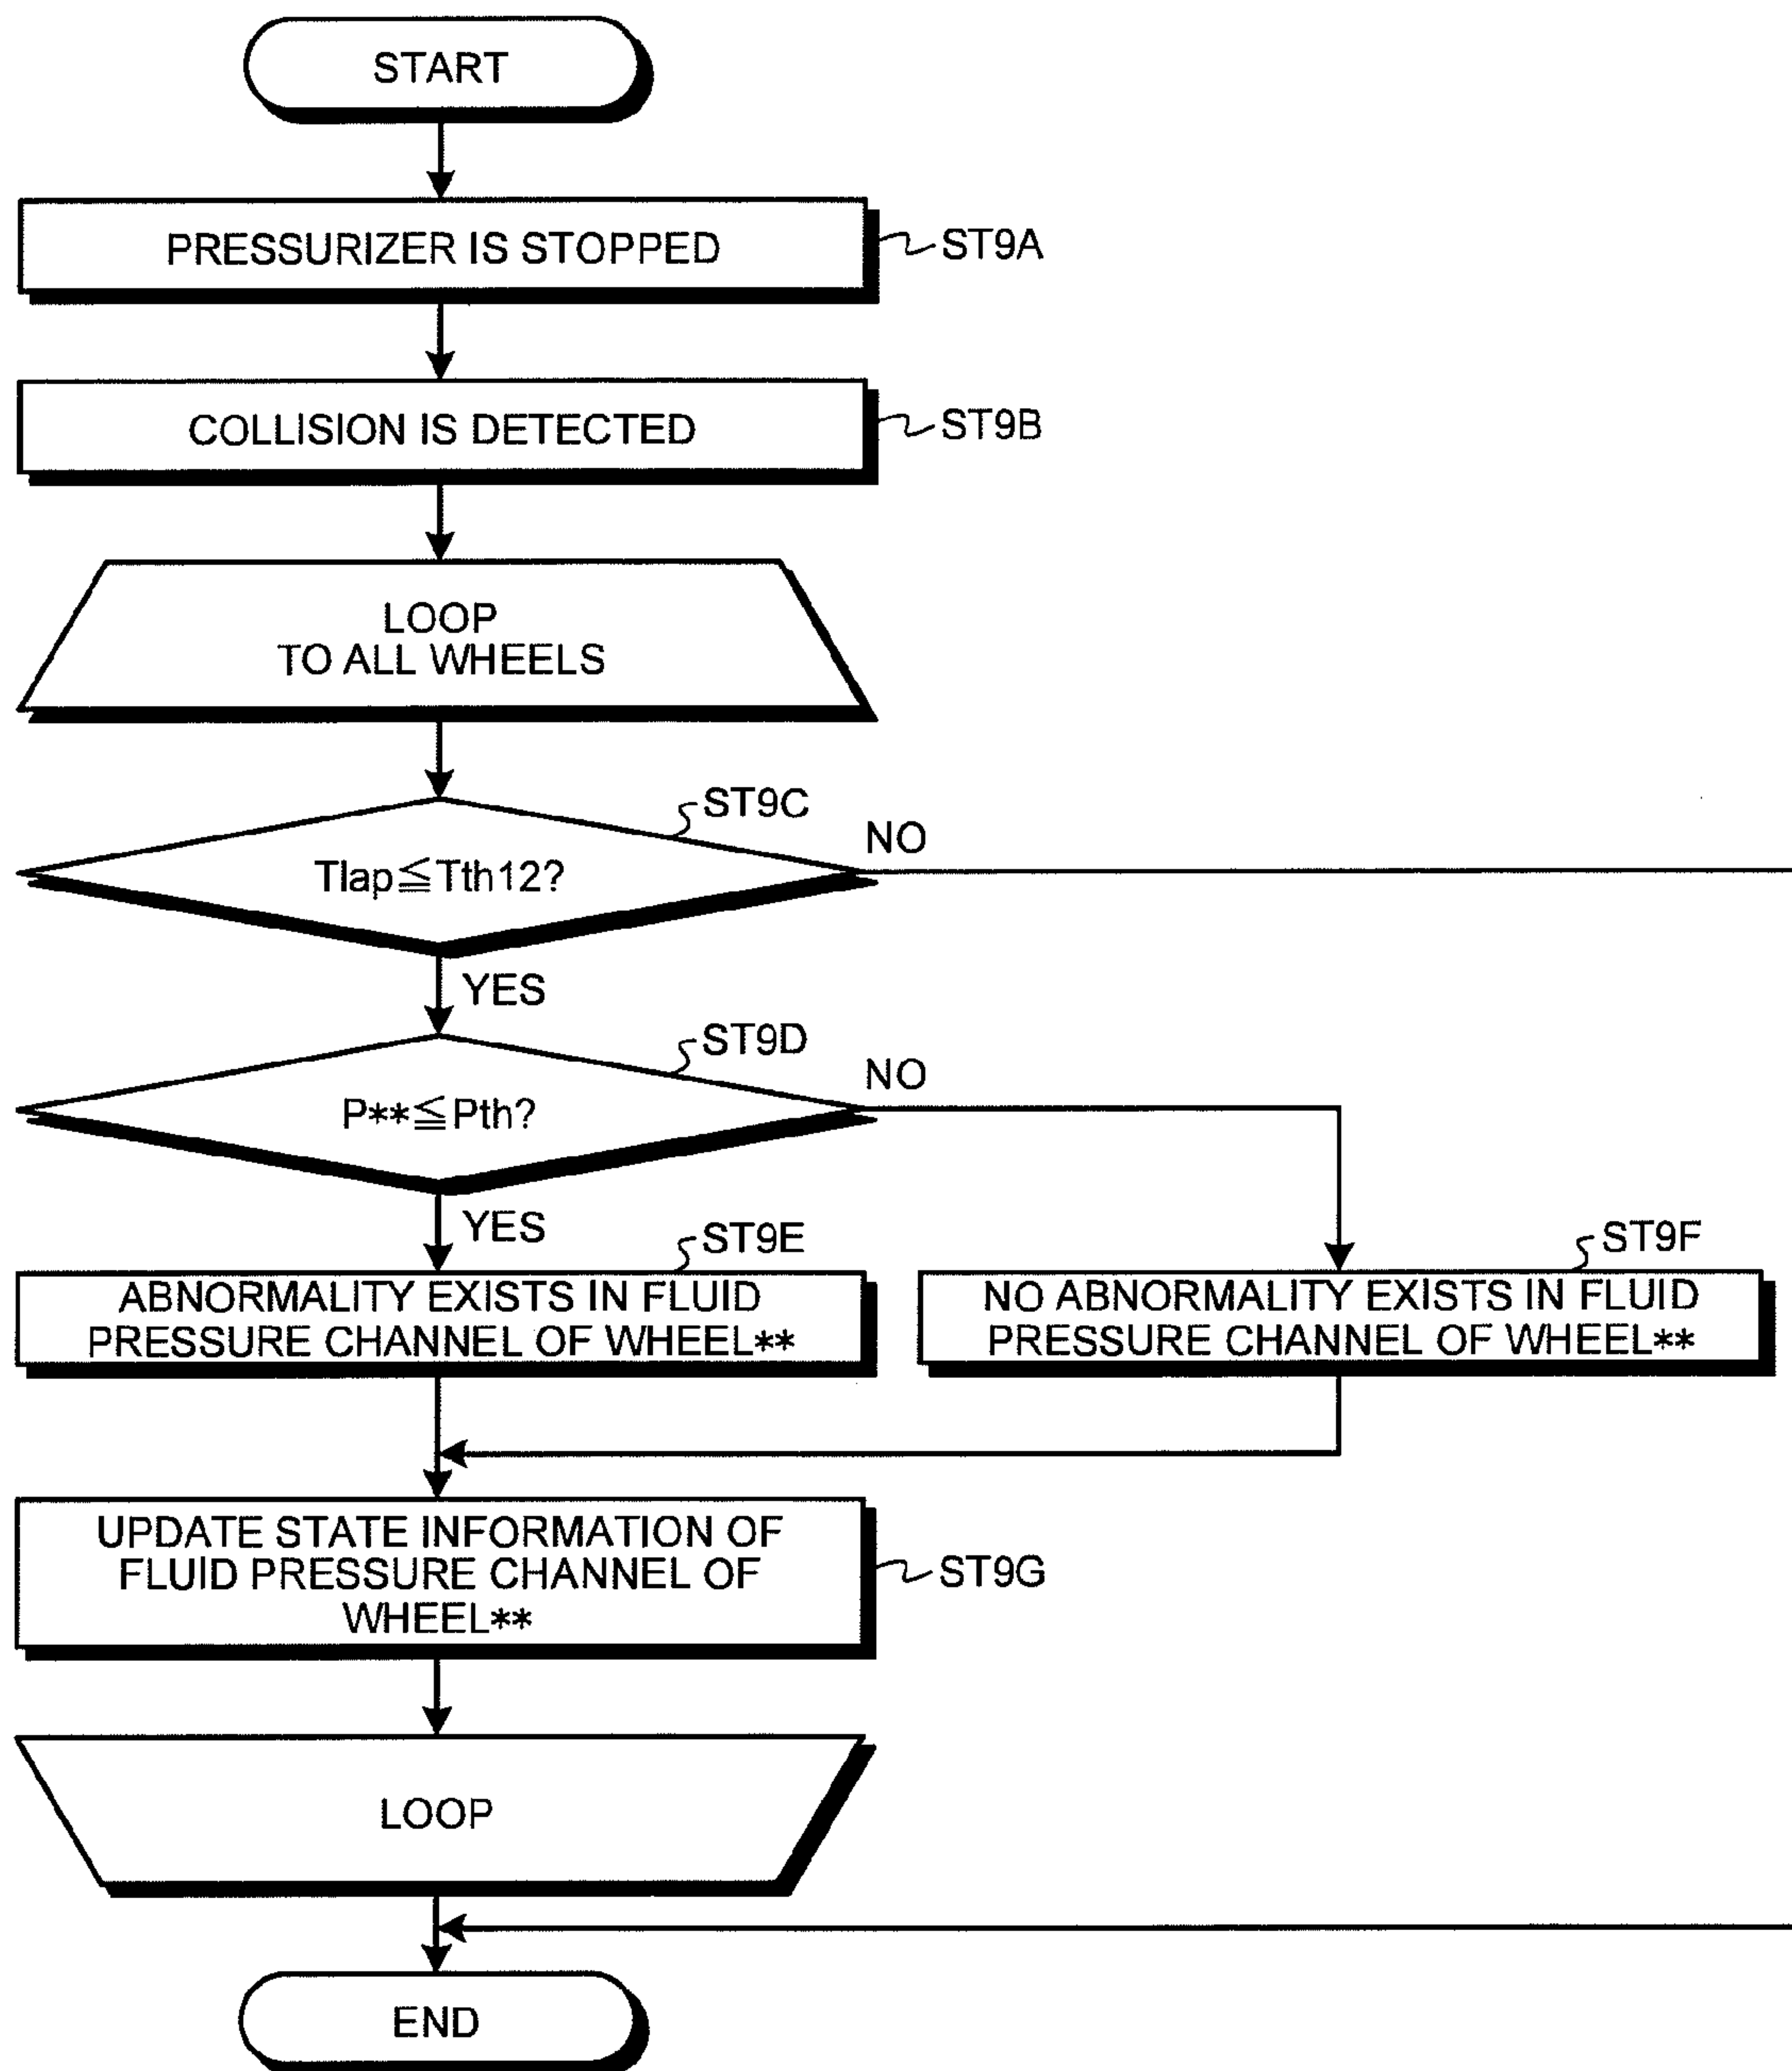 START
PRESSURIZER IS STOPPED
ST9A
COLLISION IS DETECTED
ST9B
LOOP
TO ALL WHEELS
ST9C
NO
Tlap≦Tth12?
YES
ST9D
NO
P**≦Pth?
YES
ST9E
ABNORMALITY EXISTS IN FLUID
PRESSURE CHANNEL OF WHEEL**
ST9F
NO ABNORMALITY EXISTS IN FLUID
PRESSURE CHANNEL OF WHEEL**
UPDATE STATE INFORMATION OF
FLUID PRESSURE CHANNEL OF
WHEEL**
ST9G
LOOP
END